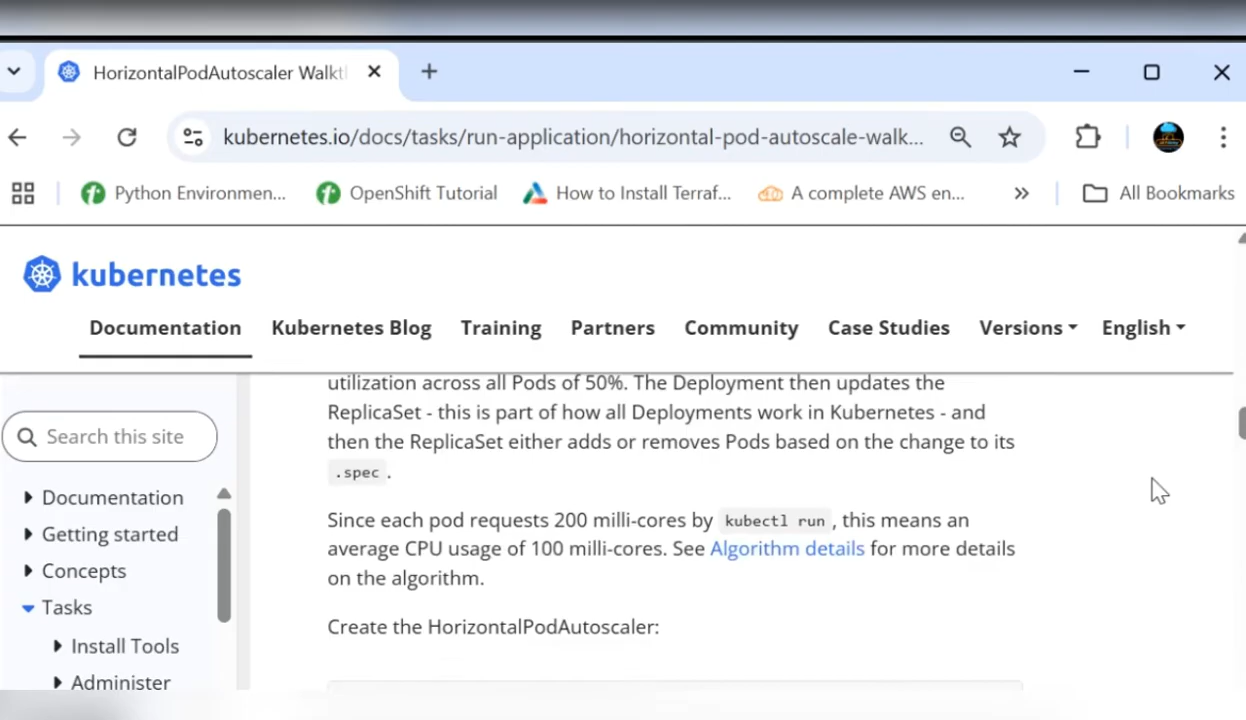 HorizontalPodAutoscaler Walkt
kubernetes.io/docs/tasks/run-application/horizontal-pod-autoscale-walk...
Python Environmen...
OpenShift Tutorial
How to Install Terraf...
A complete AWS en...
All Bookmarks
kubernetes
Documentation
Kubernetes Blog
Training
Partners
Community
Case Studies
Versions
English
Search this site
Documentation
Getting started
Concepts
Tasks
Install Tools
Administer
utilization across all Pods of 50%. The Deployment then updates the
ReplicaSet - this is part of how all Deployments work in Kubernetes - and
then the ReplicaSet either adds or removes Pods based on the change to its
.spec .
Since each pod requests 200 milli-cores by kubectl run , this means an
average CPU usage of 100 milli-cores. See Algorithm details for more details
on the algorithm.
Create the HorizontalPodAutoscaler: